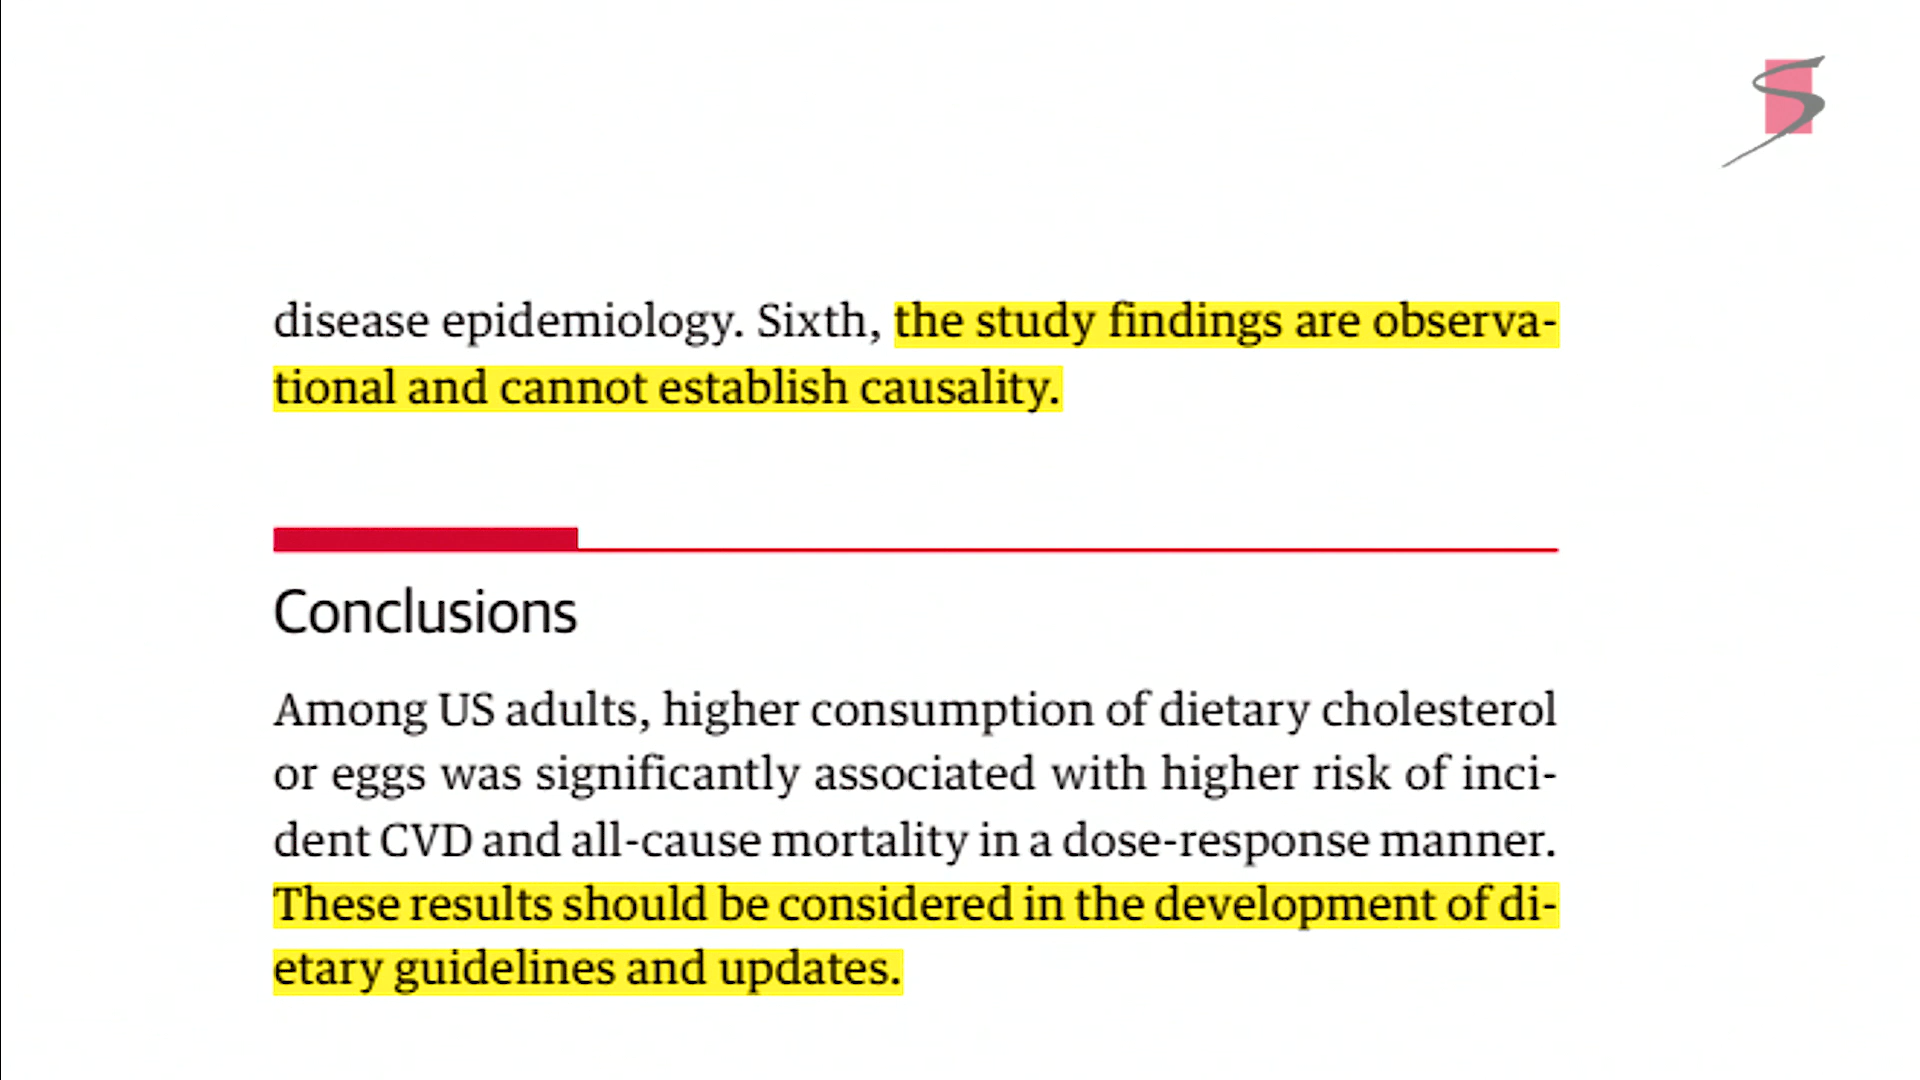 disease epidemiology. Sixth, the study findings are observa-
tional and cannot establish causality.
Conclusions
Among US adults, higher consumption of dietary cholesterol
or eggs was significantly associated with higher risk of inci-
dent CVD and all-cause mortality in a dose-response manner.
These results should be considered in the development of di-
etary guidelines and updates.